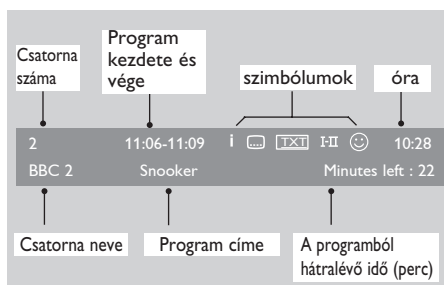 Csatorna
száma
Program
kezdete és
vége
szimbólumok
óra
2 11:06-11:09 i .... TXT I-II 10:28
BBC 2 Snooker Minutes left : 22
Csatorna neve
Program címe
A programból
hátralévő idő (perc)